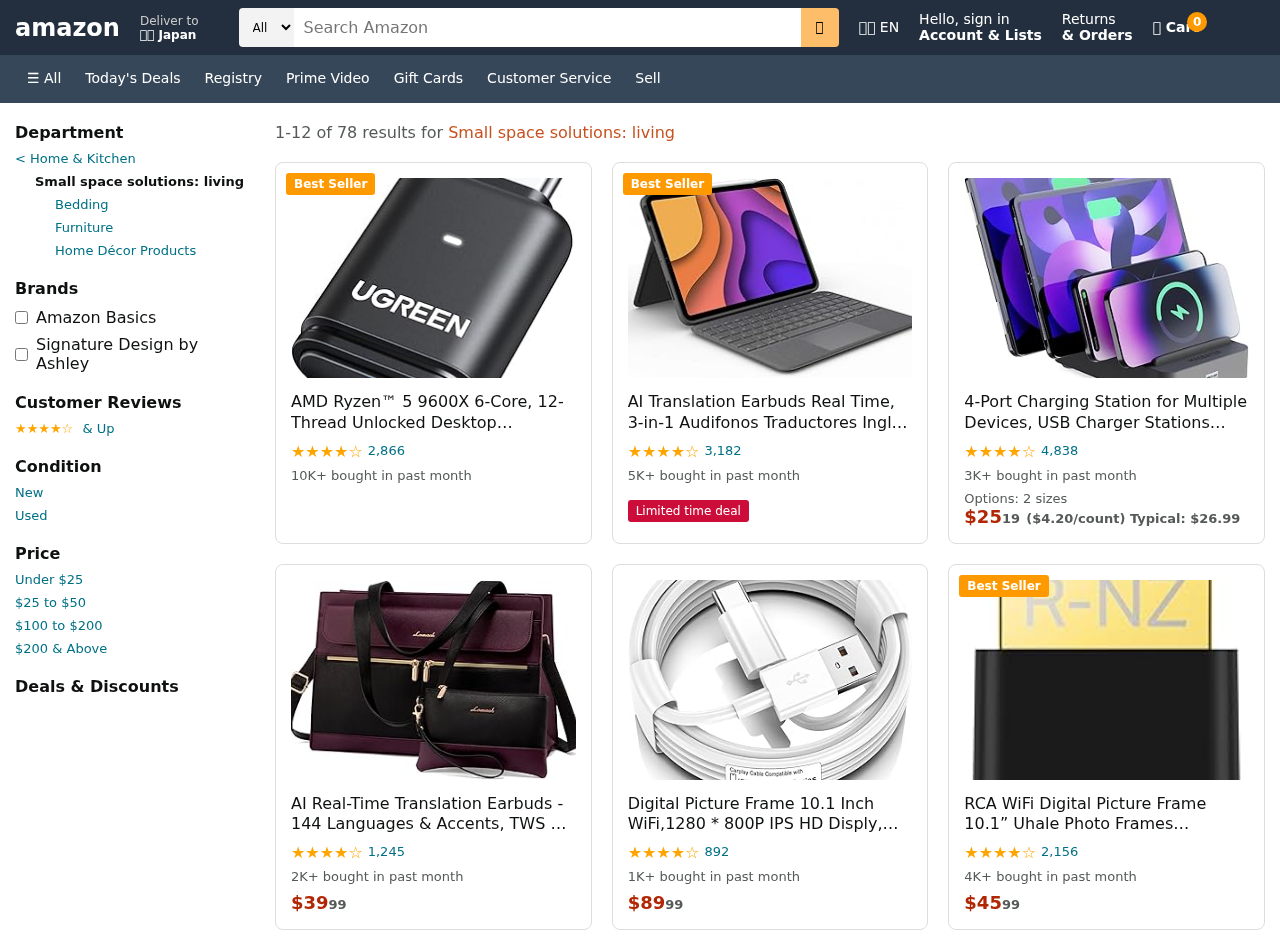 amazon
Deliver to
Japan
All
Search Amazon
EN
Hello, sign in
Account & Lists
Returns
& Orders
0
☰ All
Today's Deals
Registry
Prime Video
Gift Cards
Customer Service
Sell
Department
< Home & Kitchen
Small space solutions: living
Bedding
Furniture
Home Décor Products
Brands
Amazon Basics
Signature Design by
Ashley
Customer Reviews
★★★★☆ & Up
Condition
New
Used
Price
Under $25
$25 to $50
$100 to $200
$200 & Above
Deals & Discounts
1-12 of 78 results for Small space solutions: living
Best Seller
UGREEN
AMD Ryzen™ 5 9600X 6-Core, 12-
Thread Unlocked Desktop…
★★★★☆ 2,866
10K+ bought in past month
Best Seller
AI Translation Earbuds Real Time,
3-in-1 Audifonos Traductores Ingl…
★★★★☆ 3,182
5K+ bought in past month
Limited time deal
4-Port Charging Station for Multiple
Devices, USB Charger Stations…
★★★★☆ 4,838
3K+ bought in past month
Options: 2 sizes
$2519 ($4.20/count) Typical: $26.99
AI Real-Time Translation Earbuds -
144 Languages & Accents, TWS …
★★★★☆ 1,245
2K+ bought in past month
$3999
Carplay Cable Compatible with
Digital Picture Frame 10.1 Inch
WiFi,1280 * 800P IPS HD Disply,…
★★★★☆ 892
1K+ bought in past month
$8999
Best Seller
R-NZ
RCA WiFi Digital Picture Frame
10.1” Uhale Photo Frames…
★★★★☆ 2,156
4K+ bought in past month
$4599